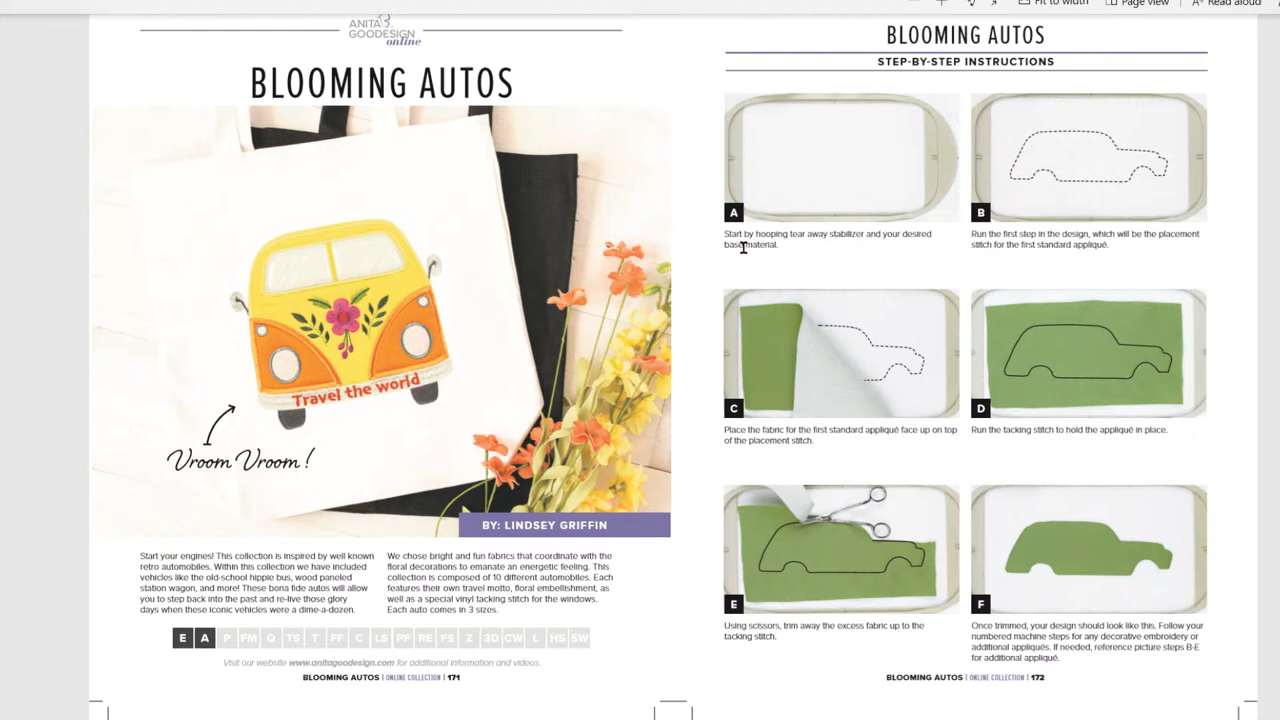 Fit to width
Page view
Read aloud
ANITA
GOODESIGN
online
BLOOMING AUTOS
Travel the world
Vroom Vroom!
BY: LINDSEY GRIFFIN
Start your engines! This collection is inspired by well known
retro automobiles. Within this collection we have included
vehicles like the old-school hippie bus, wood paneled
station wagon, and more! These bona fide autos will allow
you to step back into the past and re-live those glory
days when these iconic vehicles were a dime-a-dozen.
We chose bright and fun fabrics that coordinate with the
floral decorations to emanate an energetic feeling. This
collection is composed of 10 different automobiles. Each
features their own travel motto, floral embellishment, as
well as a special vinyl tacking stitch for the windows.
Each auto comes in 3 sizes.
E A P FM Q TS T FF C LS PF RE FS Z 3D CW L HS SW
Visit our website www.anitagoodesign.com for additional information and videos.
BLOOMING AUTOS | ONLINE COLLECTION | 171
BLOOMING AUTOS
STEP-BY-STEP INSTRUCTIONS
A
Start by hooping tear away stabilizer and your desired
base material.
B
Run the first step in the design, which will be the placement
stitch for the first standard appliqué.
C
Place the fabric for the first standard appliqué face up on top
of the placement stitch.
D
Run the tacking stitch to hold the appliqué in place.
E
Using scissors, trim away the excess fabric up to the
tacking stitch.
F
Once trimmed, your design should look like this. Follow your
numbered machine steps for any decorative embroidery or
additional appliqués. If needed, reference picture steps B-E
for additional appliqué.
BLOOMING AUTOS | ONLINE COLLECTION | 172